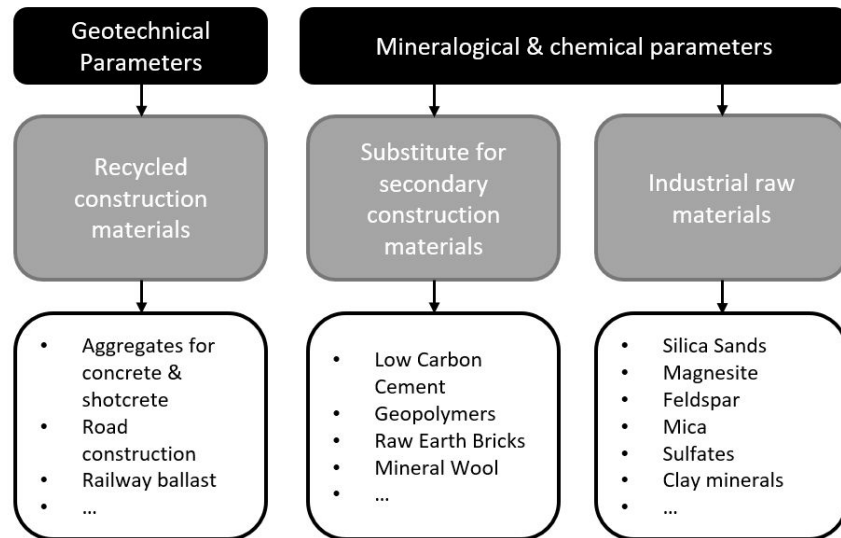 Geotechnical
Parameters
Mineralogical & chemical parameters
Recycled
construction
materials
Substitute for
secondary
construction
materials
Industrial raw
materials
• Aggregates for
concrete &
shotcrete
• Road
construction
• Railway ballast
• ...
• Low Carbon
Cement
• Geopolymers
• Raw Earth Bricks
• Mineral Wool
• ...
• Silica Sands
• Magnesite
• Feldspar
• Mica
• Sulfates
• Clay minerals
• ...